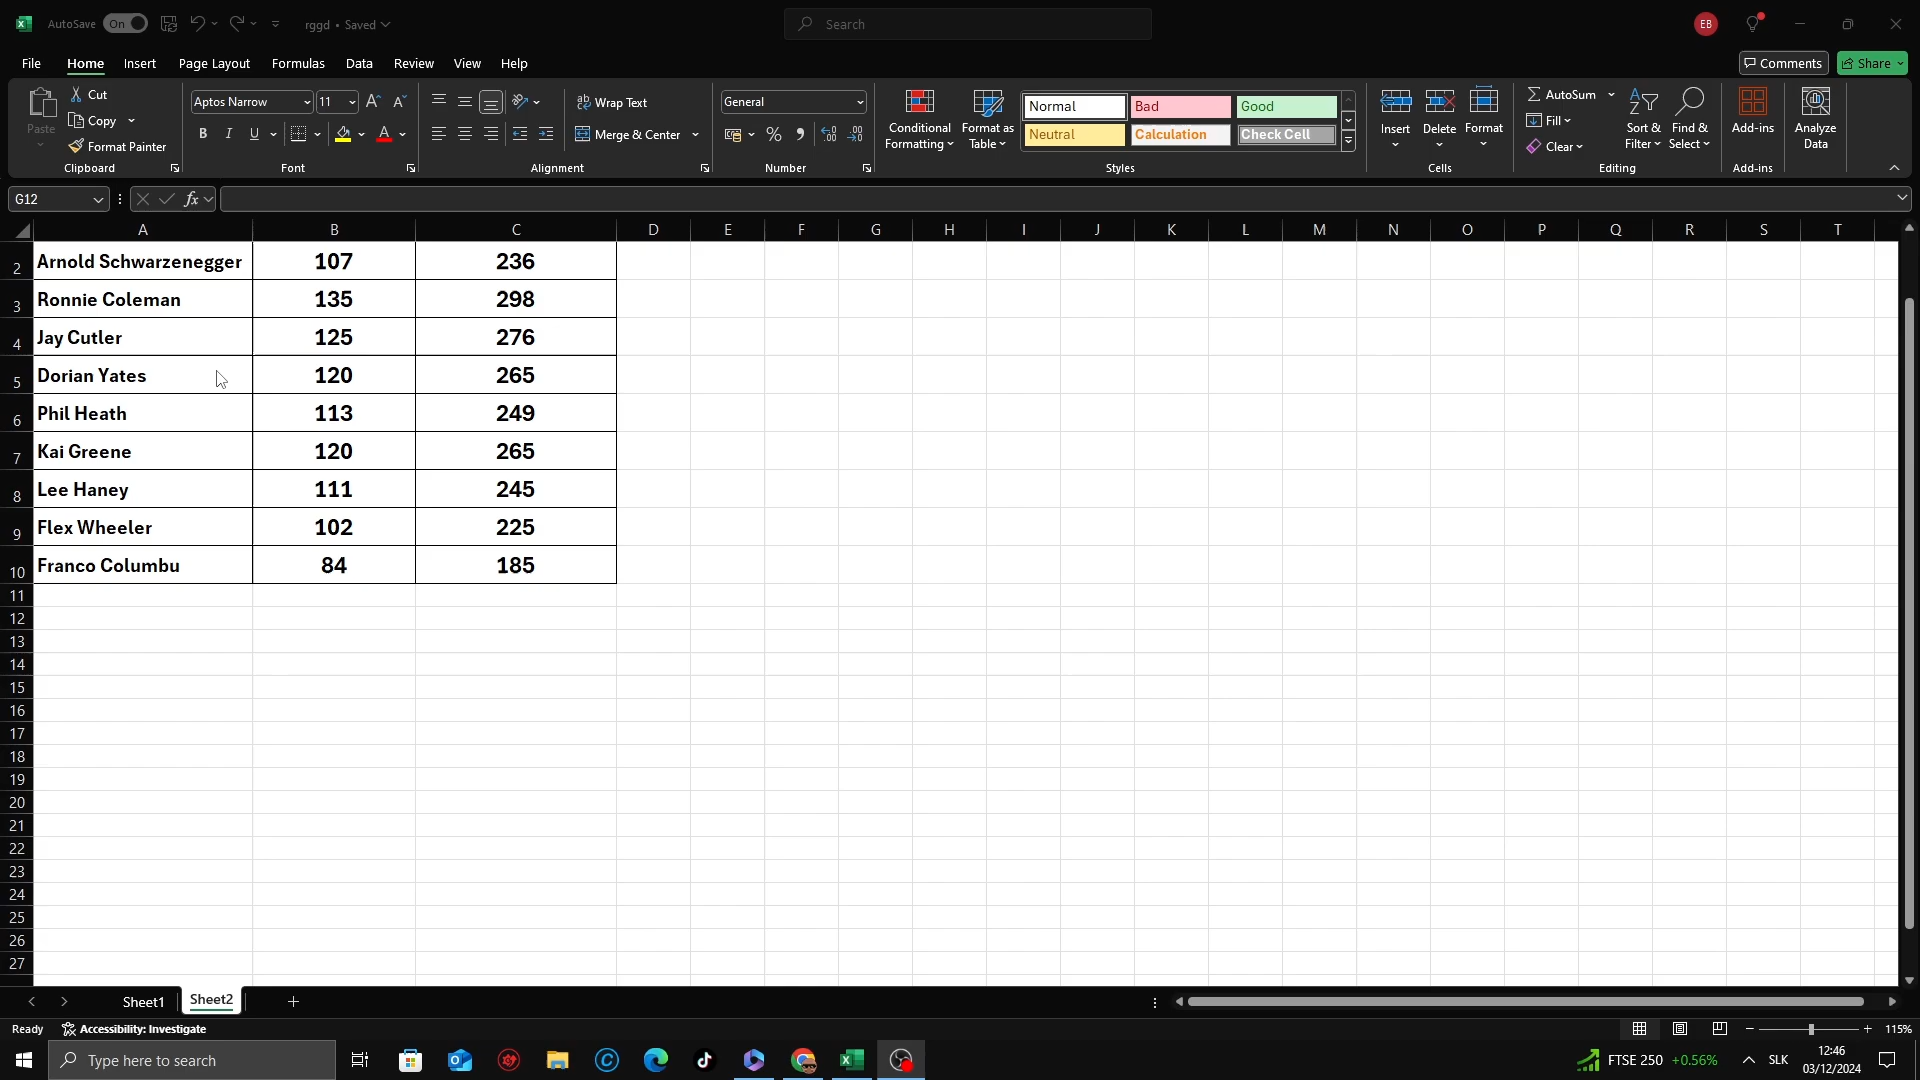 AutoSave On rggd • Saved Search EB
File Home Insert Page Layout Formulas Data Review View Help Comments Share
Paste Cut Copy Format Painter Clipboard
Aptos Narrow 11 A A B I U A Font
ab Wrap Text Merge & Center Alignment
General % , Number
Conditional Formatting Format as Table
Normal Bad Good
Neutral Calculation Check Cell
Styles
Insert Delete Format Cells
AutoSum Fill Clear Sort & Filter Find & Select Editing
Add-ins Add-ins
Analyze Data
G12 fx
A B C D E F G H I J K L M N O P Q R S T
2 Arnold Schwarzenegger 107 236
3 Ronnie Coleman 135 298
4 Jay Cutler 125 276
5 Dorian Yates 120 265
6 Phil Heath 113 249
7 Kai Greene 120 265
8 Lee Haney 111 245
9 Flex Wheeler 102 225
10 Franco Columbu 84 185
11
12
13
14
15
16
17
18
19
20
21
22
23
24
25
26
27
Sheet1 Sheet2
Ready Accessibility: Investigate 115%
Type here to search FTSE 250 +0.56% SLK 12:46
03/12/2024